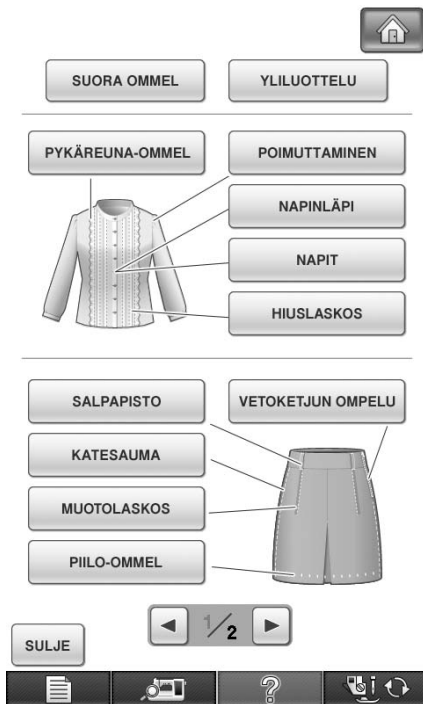 SUORA OMMEL
YLILUOTTELU
PYKÄREUNA-OMMEL
POIMUTTAMINEN
NAPINLÄPI
NAPIT
HIUSLASKOS
SALPAPISTO
VETOKETJUN OMPELU
KATESAUMA
MUOTOLASKOS
PIILO-OMMEL
1/2
SULJE
?